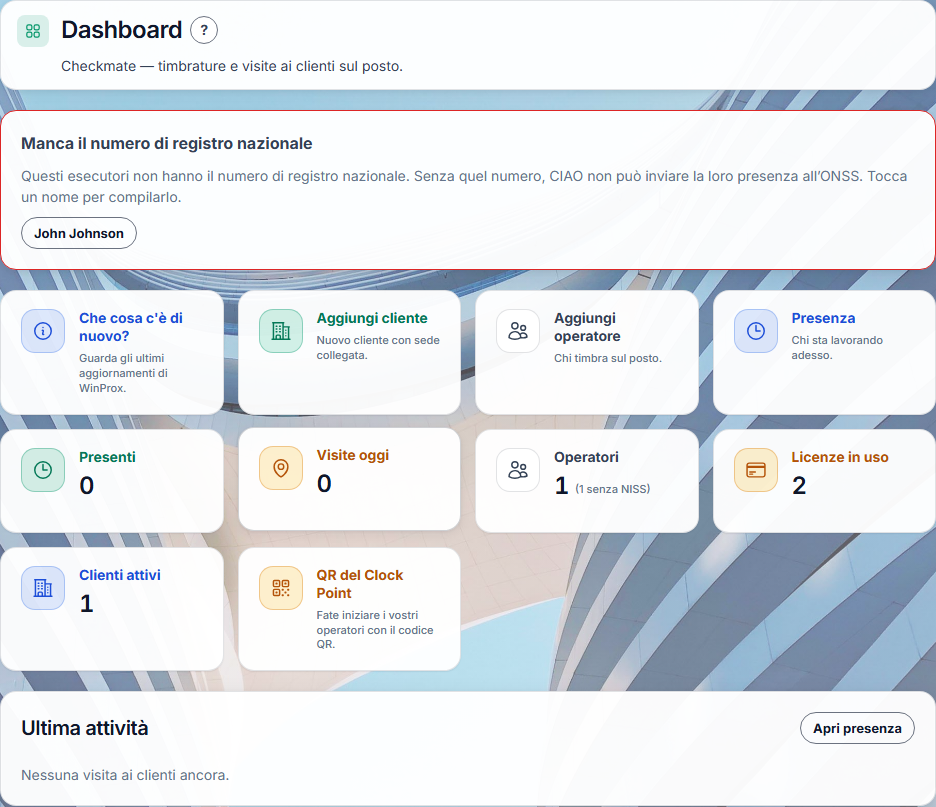 Dashboard ?
Checkmate — timbrature e visite ai clienti sul posto.
Manca il numero di registro nazionale
Questi esecutori non hanno il numero di registro nazionale. Senza quel numero, CIAO non può inviare la loro presenza all'ONSS. Tocca
un nome per compilarlo.
John Johnson
Che cosa c'è di
nuovo?
Guarda gli ultimi
aggiornamenti di
WinProx.
Aggiungi cliente
Nuovo cliente con sede
collegata.
Aggiungi
operatore
Chi timbra sul posto.
Presenza
Chi sta lavorando
adesso.
Presenti
0
Visite oggi
0
Operatori
1 (1 senza NISS)
Licenze in uso
2
Clienti attivi
1
QR del Clock
Point
Fate iniziare i vostri
operatori con il codice
QR.
Ultima attività
Apri presenza
Nessuna visita ai clienti ancora.